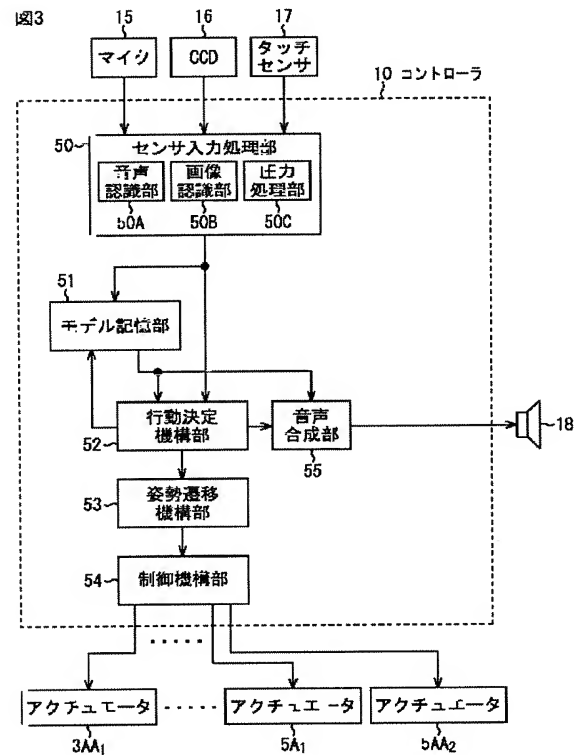 図3
15
16
17
マイク
CCD
タッチ
センサ
10 コントローラ
50
センサ入力処理部
音声
認識部
画像
認識部
圧力
処理部
50A
50B
50C
51
モデル記憶部
行動決定
機構部
52
音声
合成部
55
18
姿勢遷移
機構部
53
54
制御機構部
アクチュエータ
アクチュエータ
アクチュエータ
3AA1
5A1
5AA2